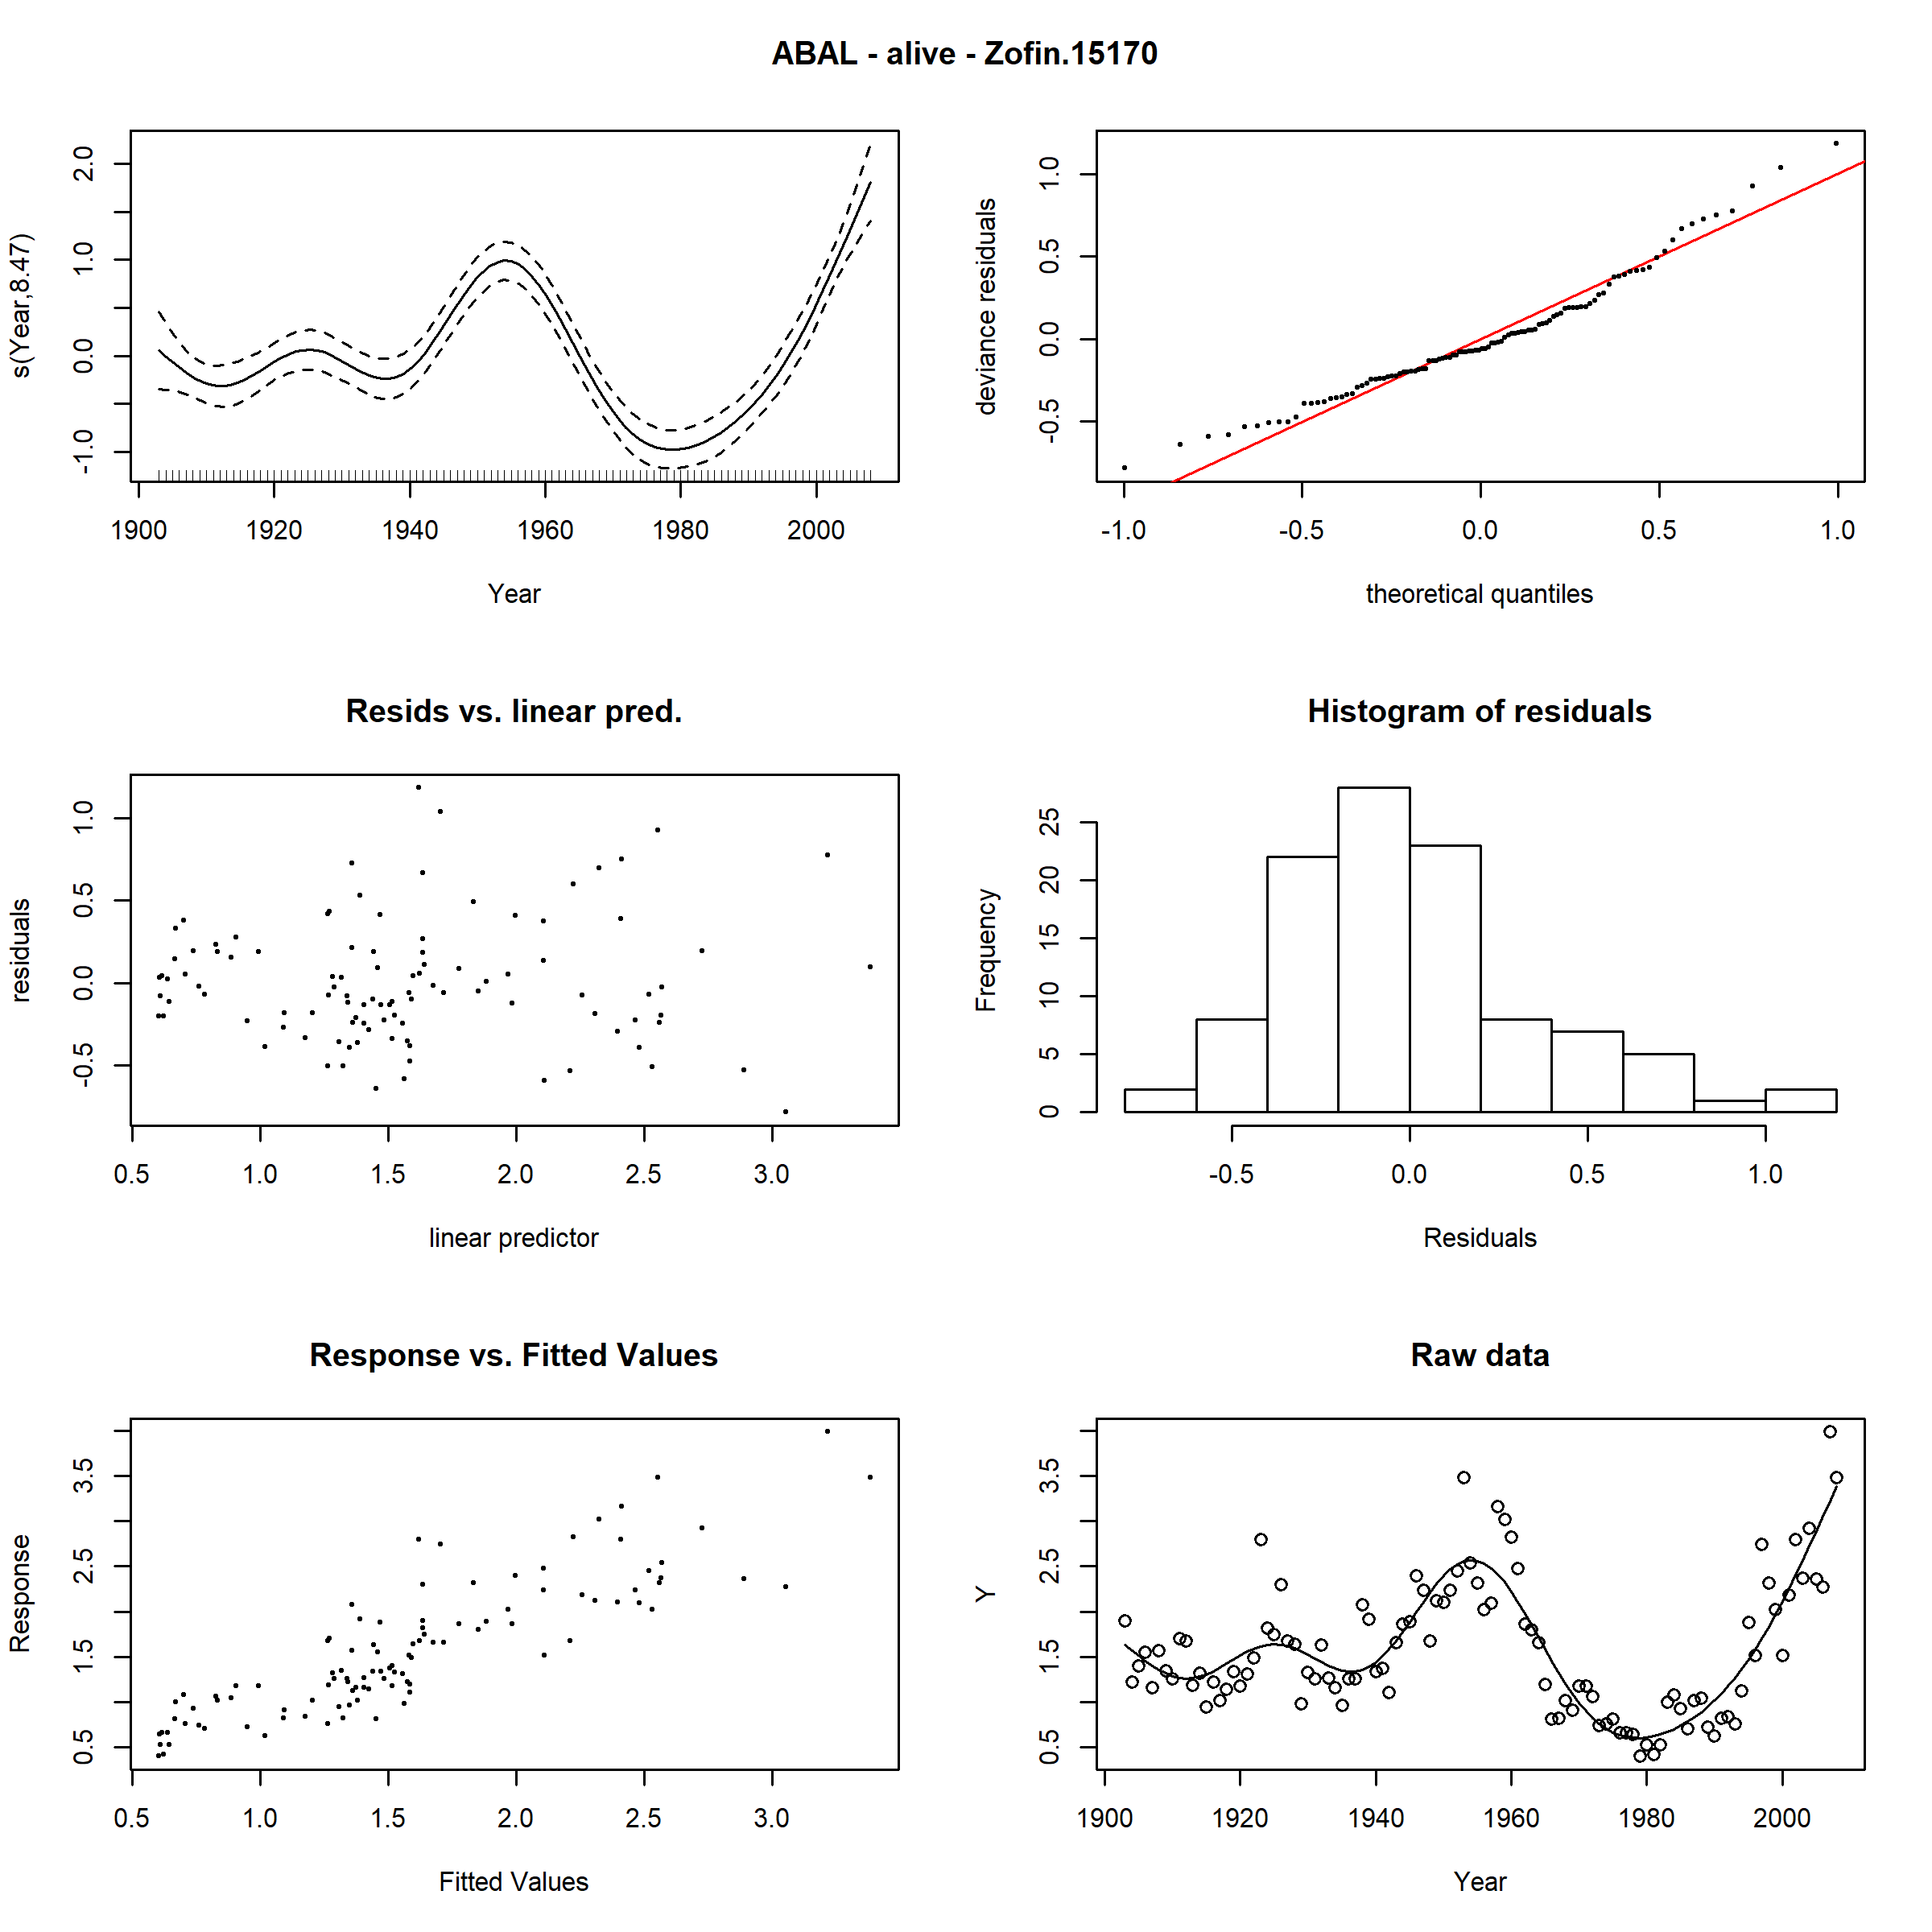 ABAL - alive - Zofin.15170
s(Year,8.47)
-1.0 0.0 1.0 2.0
1900 1920 1940 1960 1980 2000
Year
deviance residuals
-0.5 0.0 0.5 1.0
-1.0 -0.5 0.0 0.5 1.0
theoretical quantiles
Resids vs. linear pred.
residuals
-0.5 0.0 0.5 1.0
0.5 1.0 1.5 2.0 2.5 3.0
linear predictor
Histogram of residuals
Frequency
0 5 10 15 20 25
-0.5 0.0 0.5 1.0
Residuals
Response vs. Fitted Values
Response
0.5 1.5 2.5 3.5
0.5 1.0 1.5 2.0 2.5 3.0
Fitted Values
Raw data
Y
0.5 1.5 2.5 3.5
1900 1920 1940 1960 1980 2000
Year